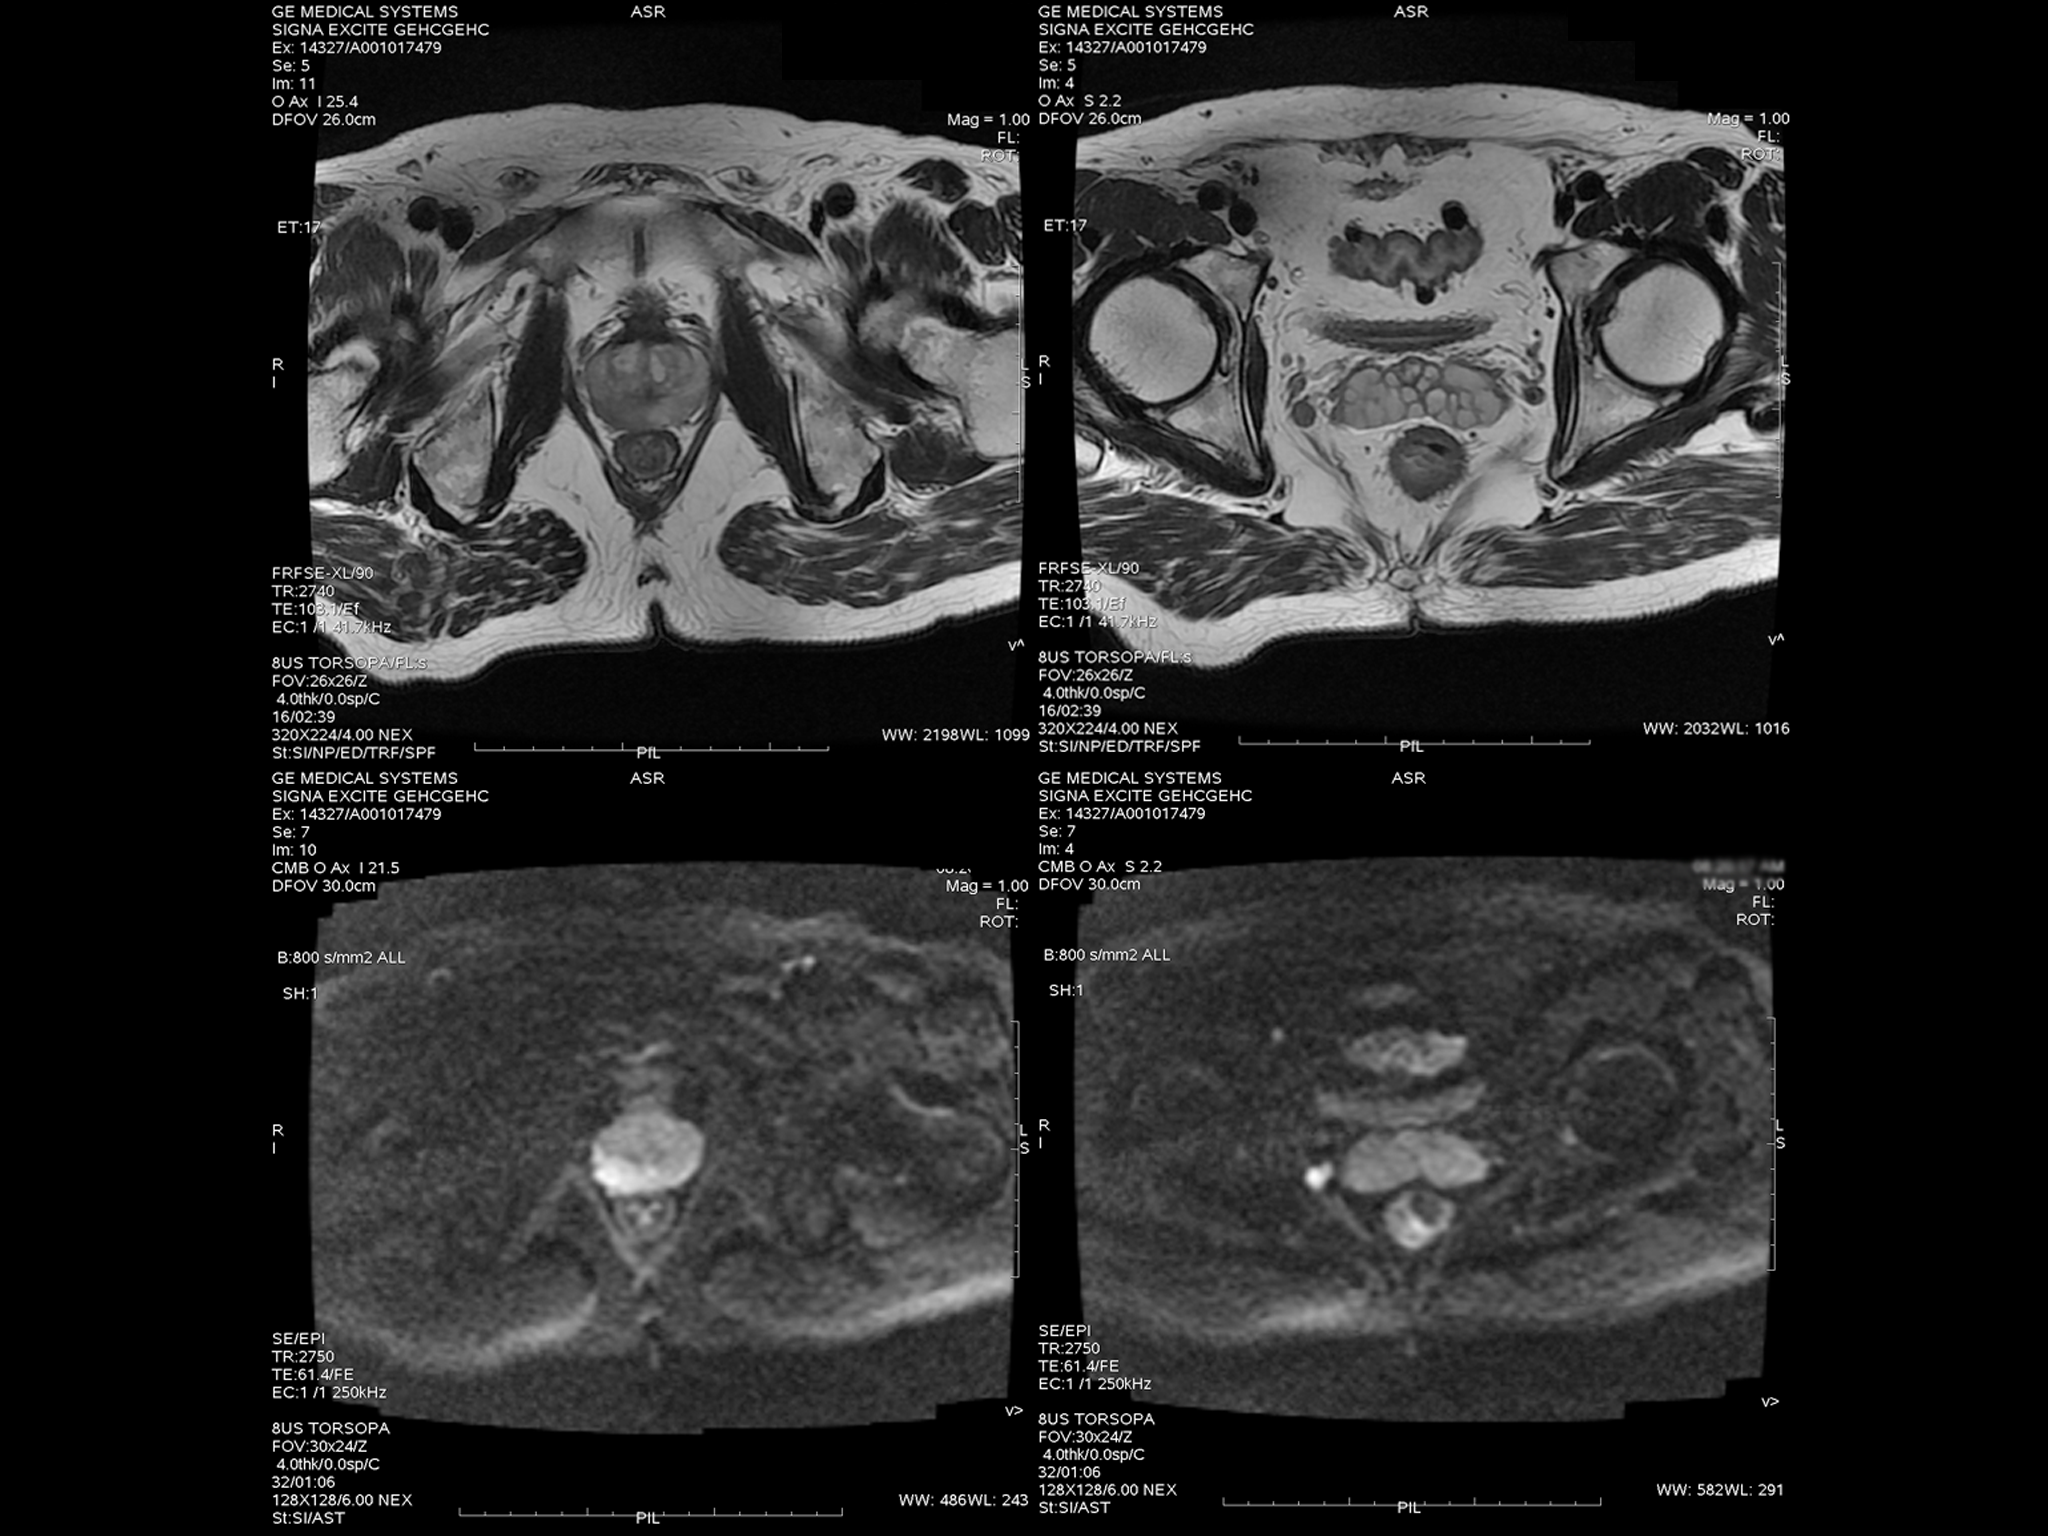 GE MEDICAL SYSTEMS
SIGNA EXCITE GEHCGEHC
Ex: 14327/A001017479
Se: 5
Im: 11
O Ax I 25.4
DFOV 26.0cm
ASR
Mag = 1.00
FL:
ROT:
ET:17
R
I
L
S
FRFSE-XL/90
TR:2740
TE:103.1/Ef
EC:1 /1 41.7kHz
v^
8US TORSOPA/FL:s
FOV:26x26/Z
4.0thk/0.0sp/C
16/02:39
320X224/4.00 NEX
St:SI/NP/ED/TRF/SPF
WW: 2198WL: 1099
PIL
GE MEDICAL SYSTEMS
SIGNA EXCITE GEHCGEHC
Ex: 14327/A001017479
Se: 5
Im: 4
O Ax S 2.2
DFOV 26.0cm
ASR
Mag = 1.00
FL:
ROT:
ET:17
R
I
L
S
FRFSE-XL/90
TR:2740
TE:103.1/Ef
EC:1 /1 41.7kHz
v^
8US TORSOPA/FL:s
FOV:26x26/Z
4.0thk/0.0sp/C
16/02:39
320X224/4.00 NEX
St:SI/NP/ED/TRF/SPF
WW: 2032WL: 1016
PIL
GE MEDICAL SYSTEMS
SIGNA EXCITE GEHCGEHC
Ex: 14327/A001017479
Se: 7
Im: 10
CMB O Ax I 21.5
DFOV 30.0cm
ASR
Mag = 1.00
FL:
ROT:
B:800 s/mm2 ALL
SH:1
R
I
L
S
SE/EPI
TR:2750
TE:61.4/FE
EC:1 /1 250kHz
v>
8US TORSOPA
FOV:30x24/Z
4.0thk/0.0sp/C
32/01:06
128X128/6.00 NEX
St:SI/AST
WW: 486WL: 243
PIL
GE MEDICAL SYSTEMS
SIGNA EXCITE GEHCGEHC
Ex: 14327/A001017479
Se: 7
Im: 4
CMB O Ax S 2.2
DFOV 30.0cm
ASR
Mag = 1.00
FL:
ROT:
B:800 s/mm2 ALL
SH:1
R
I
L
S
SE/EPI
TR:2750
TE:61.4/FE
EC:1 /1 250kHz
v>
8US TORSOPA
FOV:30x24/Z
4.0thk/0.0sp/C
32/01:06
128X128/6.00 NEX
St:SI/AST
WW: 582WL: 291
PIL